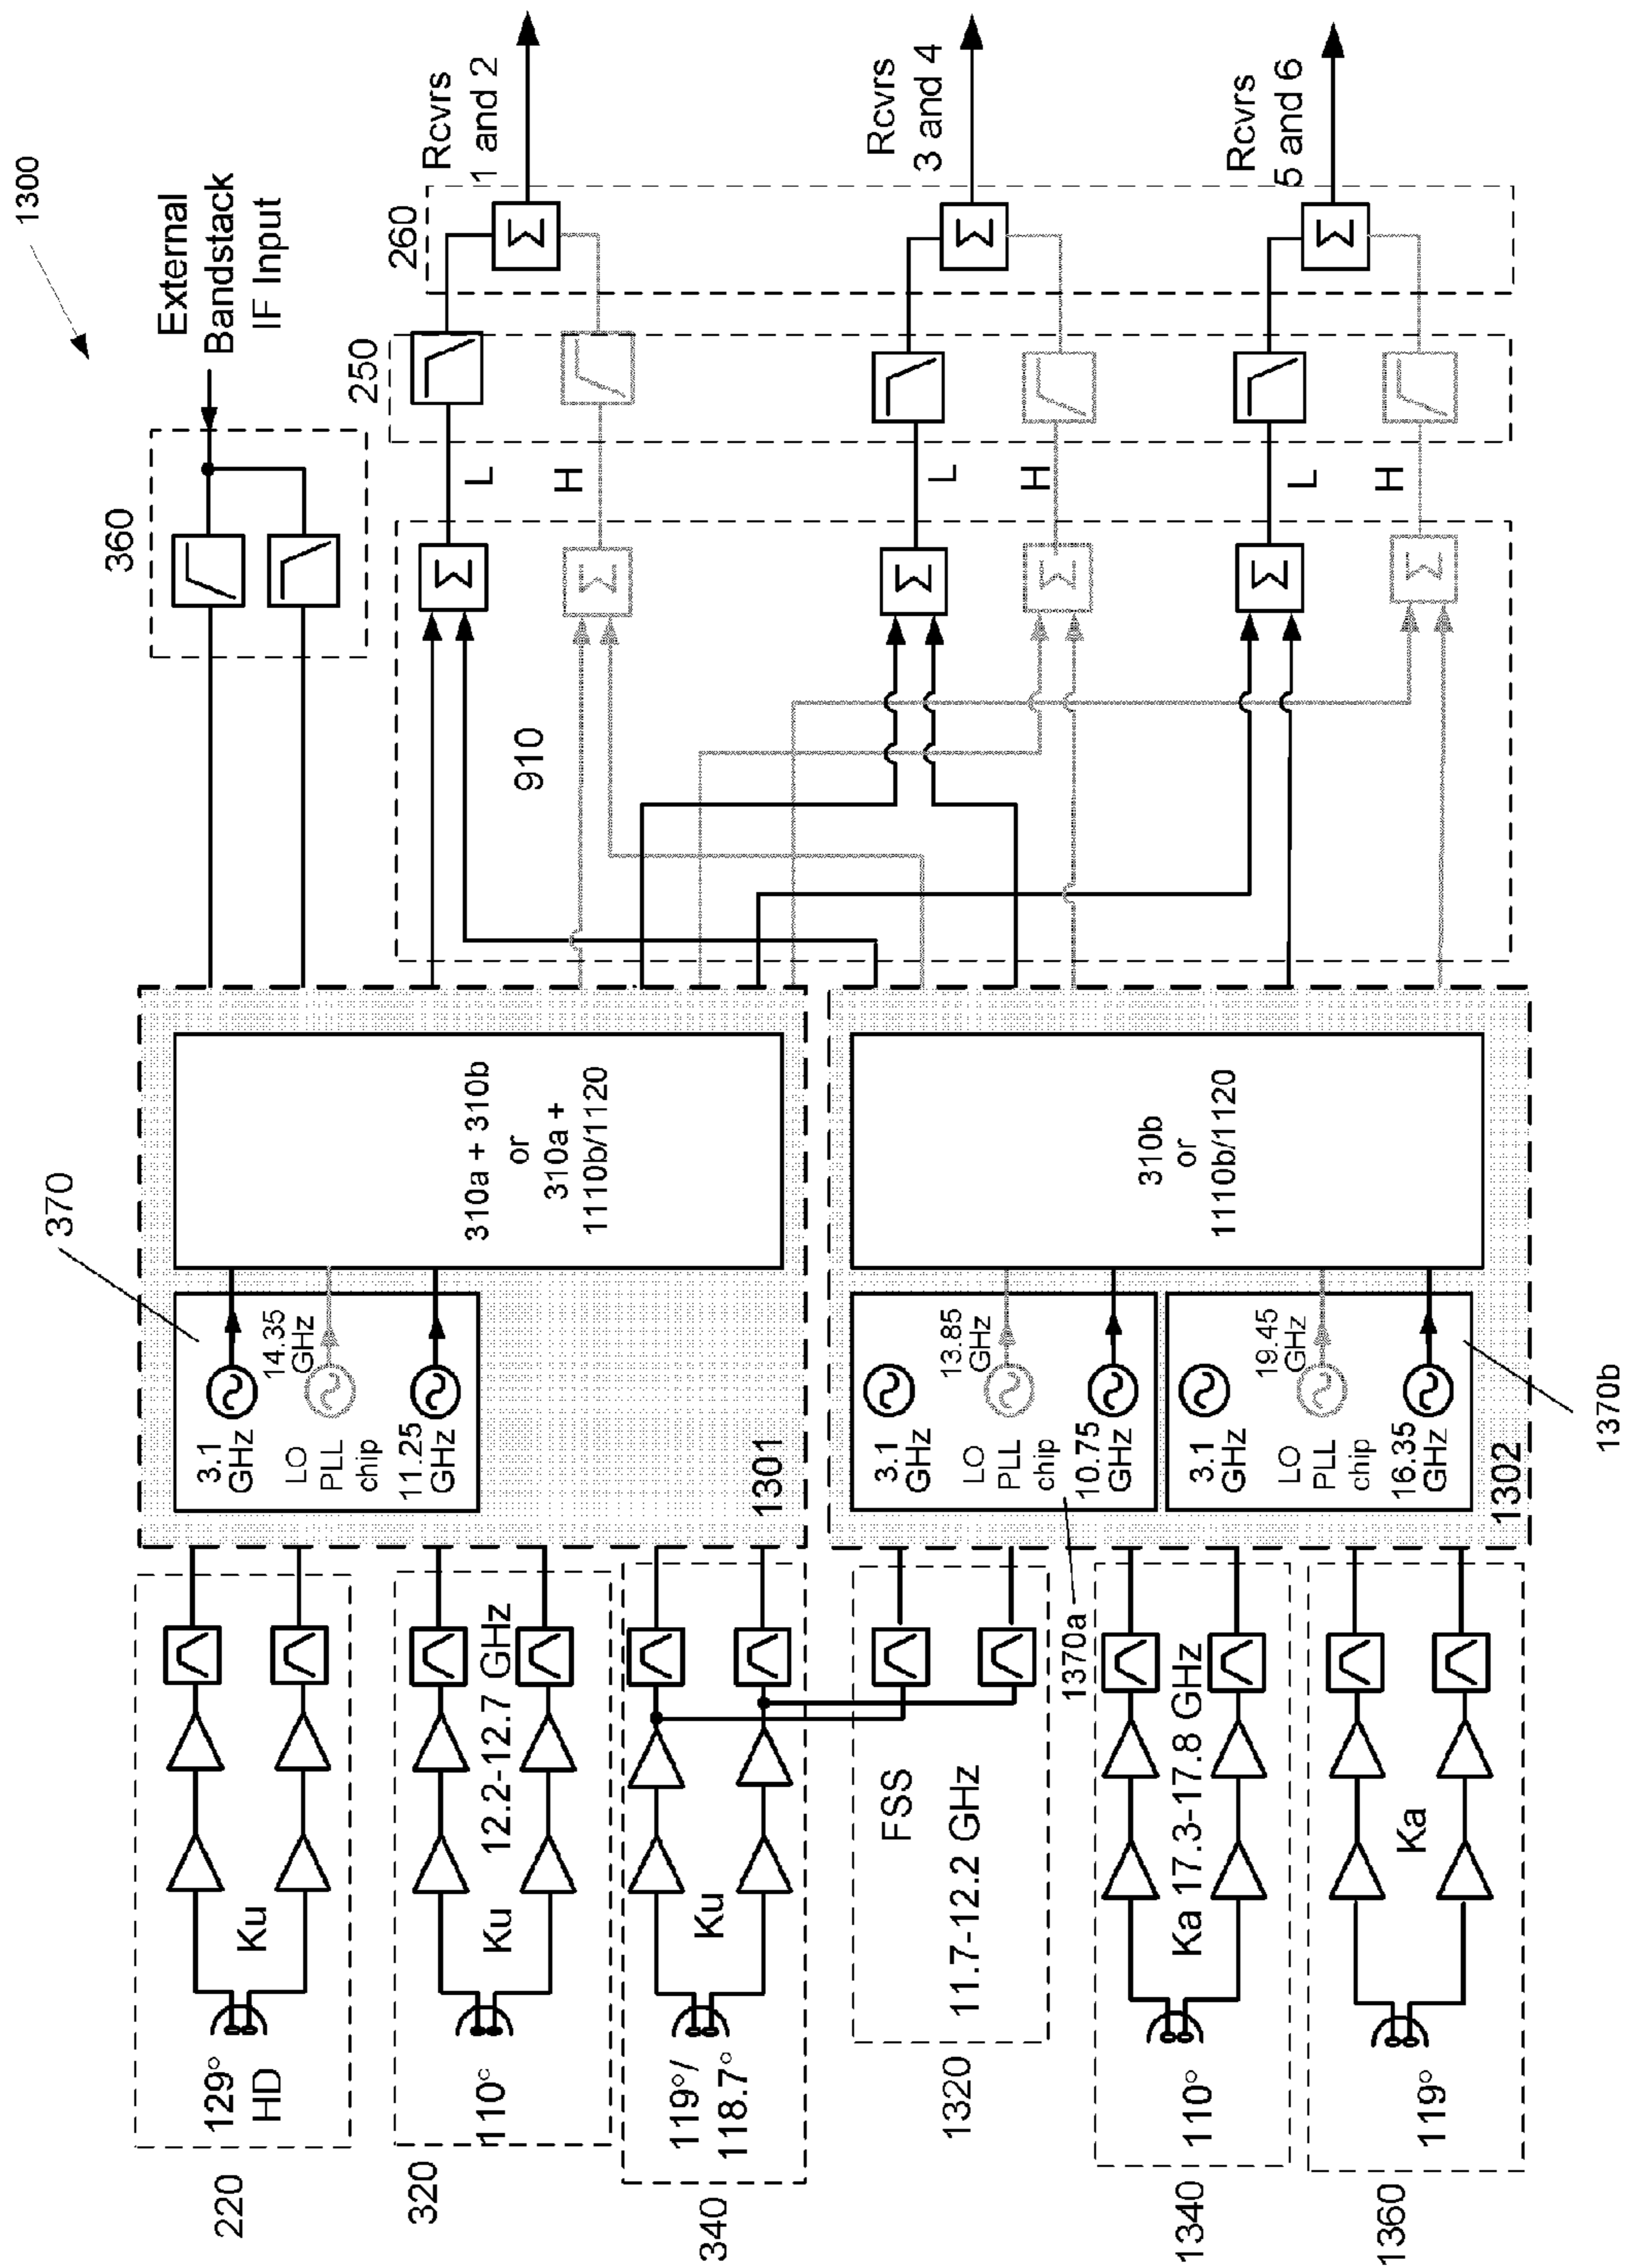 1300
External
Bandstack
IF Input
360
Rcvrs
1 and 2
Rcvrs
3 and 4
Rcvrs
5 and 6
260
Σ
Σ
Σ
250
L
H
L
H
L
H
Σ
Σ
Σ
Σ
Σ
Σ
910
370
310a + 310b
or
310a +
1110b/1120
310b
or
1110b/1120
3.1
GHz
14.35
GHz
LO
PLL
chip
11.25
GHz
1301
3.1
GHz
13.85
GHz
LO
PLL
chip
10.75
GHz
3.1
GHz
19.45
GHz
LO
PLL
chip
16.35
GHz
1302
1370a
1370b
129°
HD
Ku
220
110°
Ku
12.2-12.7 GHz
320
119°/
118.7°
Ku
340
FSS
11.7-12.2 GHz
1320
110°
Ka 17.3-17.8 GHz
1340
119°
Ka
1360